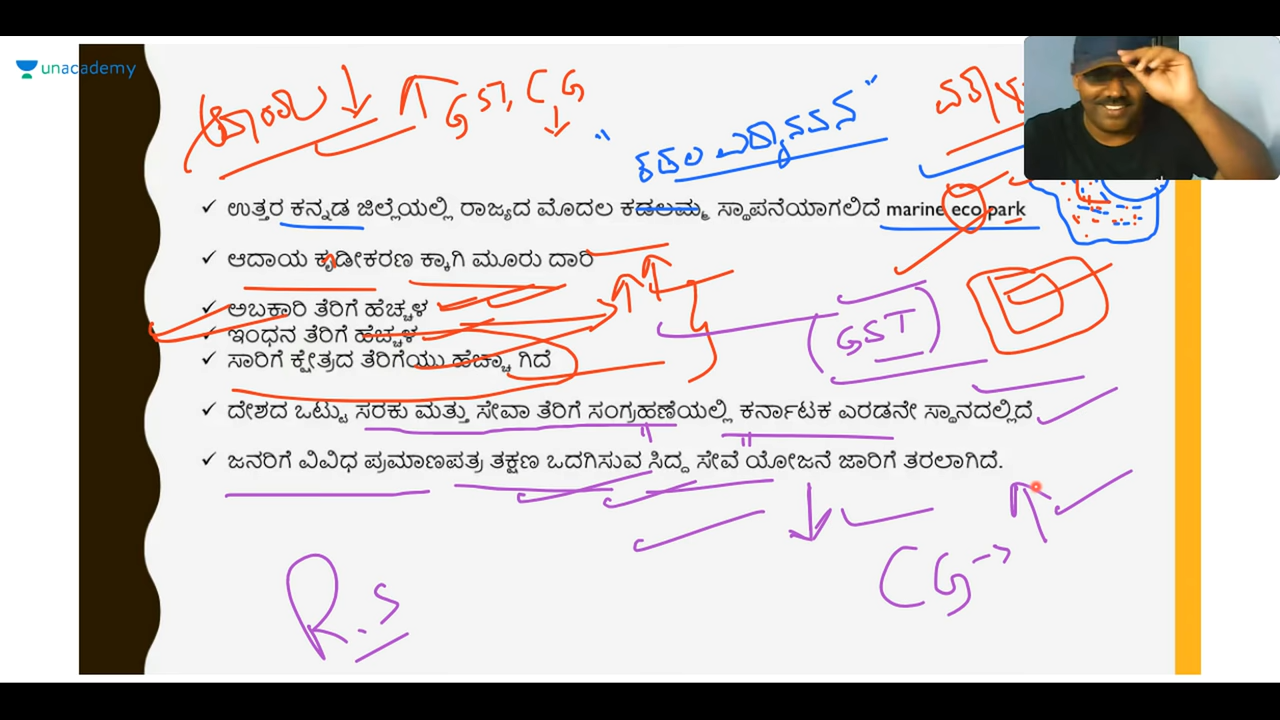 unacademy
GST, CG
"ಕಡಲ ಉದ್ಯಾನವನ"
ಉತ್ತರ ಕನ್ನಡ ಜಿಲ್ಲೆಯಲ್ಲಿ ರಾಜ್ಯದ ಮೊದಲ ಕಡಲಮ್ಮ ಸ್ಥಾಪನೆಯಾಗಲಿದೆ marine eco park
ಆದಾಯ ಕೃಡೀಕರಣ ಕ್ಕಾಗಿ ಮೂರು ದಾರಿ
ಅಬಕಾರಿ ತೆರಿಗೆ ಹೆಚ್ಚಳ
ಇಂಧನ ತೆರಿಗೆ ಹೆಚ್ಚಳ
ಸಾರಿಗೆ ಕ್ಷೇತ್ರದ ತೆರಿಗೆಯು ಹೆಚ್ಚಾಗಿದೆ
(GST)
ದೇಶದ ಒಟ್ಟು ಸರಕು ಮತ್ತು ಸೇವಾ ತೆರಿಗೆ ಸಂಗ್ರಹಣೆಯಲ್ಲಿ ಕರ್ನಾಟಕ ಎರಡನೇ ಸ್ಥಾನದಲ್ಲಿದೆ
ಜನರಿಗೆ ವಿವಿಧ ಪ್ರಮಾಣಪತ್ರ ತಕ್ಷಣ ಒದಗಿಸುವ ಸಿದ್ದ ಸೇವೆ ಯೋಜನೆ ಜಾರಿಗೆ ತರಲಾಗಿದೆ.
CG→
R.S